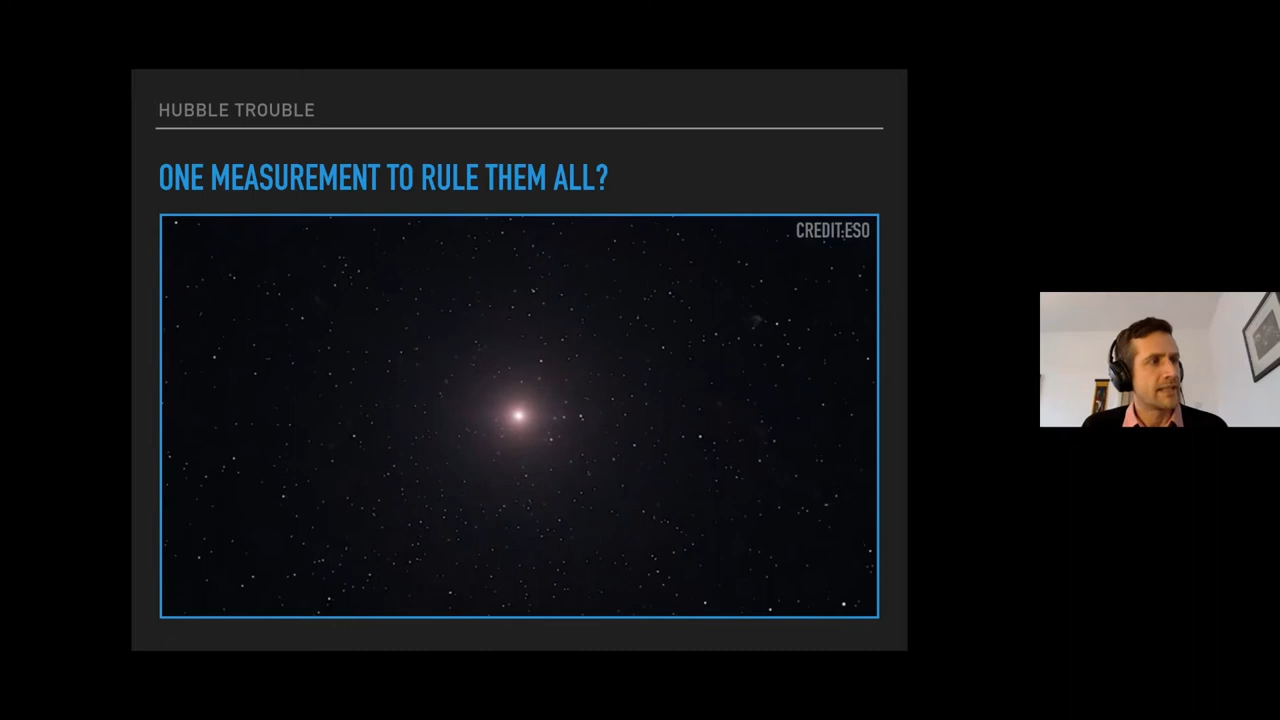 HUBBLE TROUBLE
ONE MEASUREMENT TO RULE THEM ALL?
CREDIT:ESO